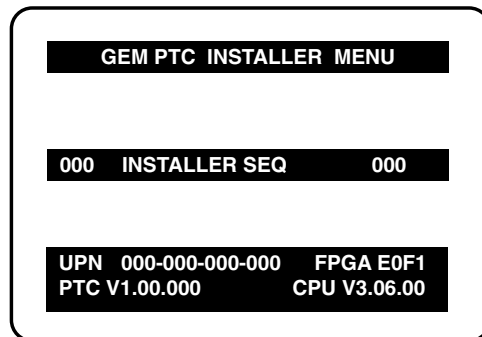 GEM PTC INSTALLER MENU
000 INSTALLER SEQ 000
UPN 000-000-000-000 FPGA E0F1
PTC V1.00.000 CPU V3.06.00